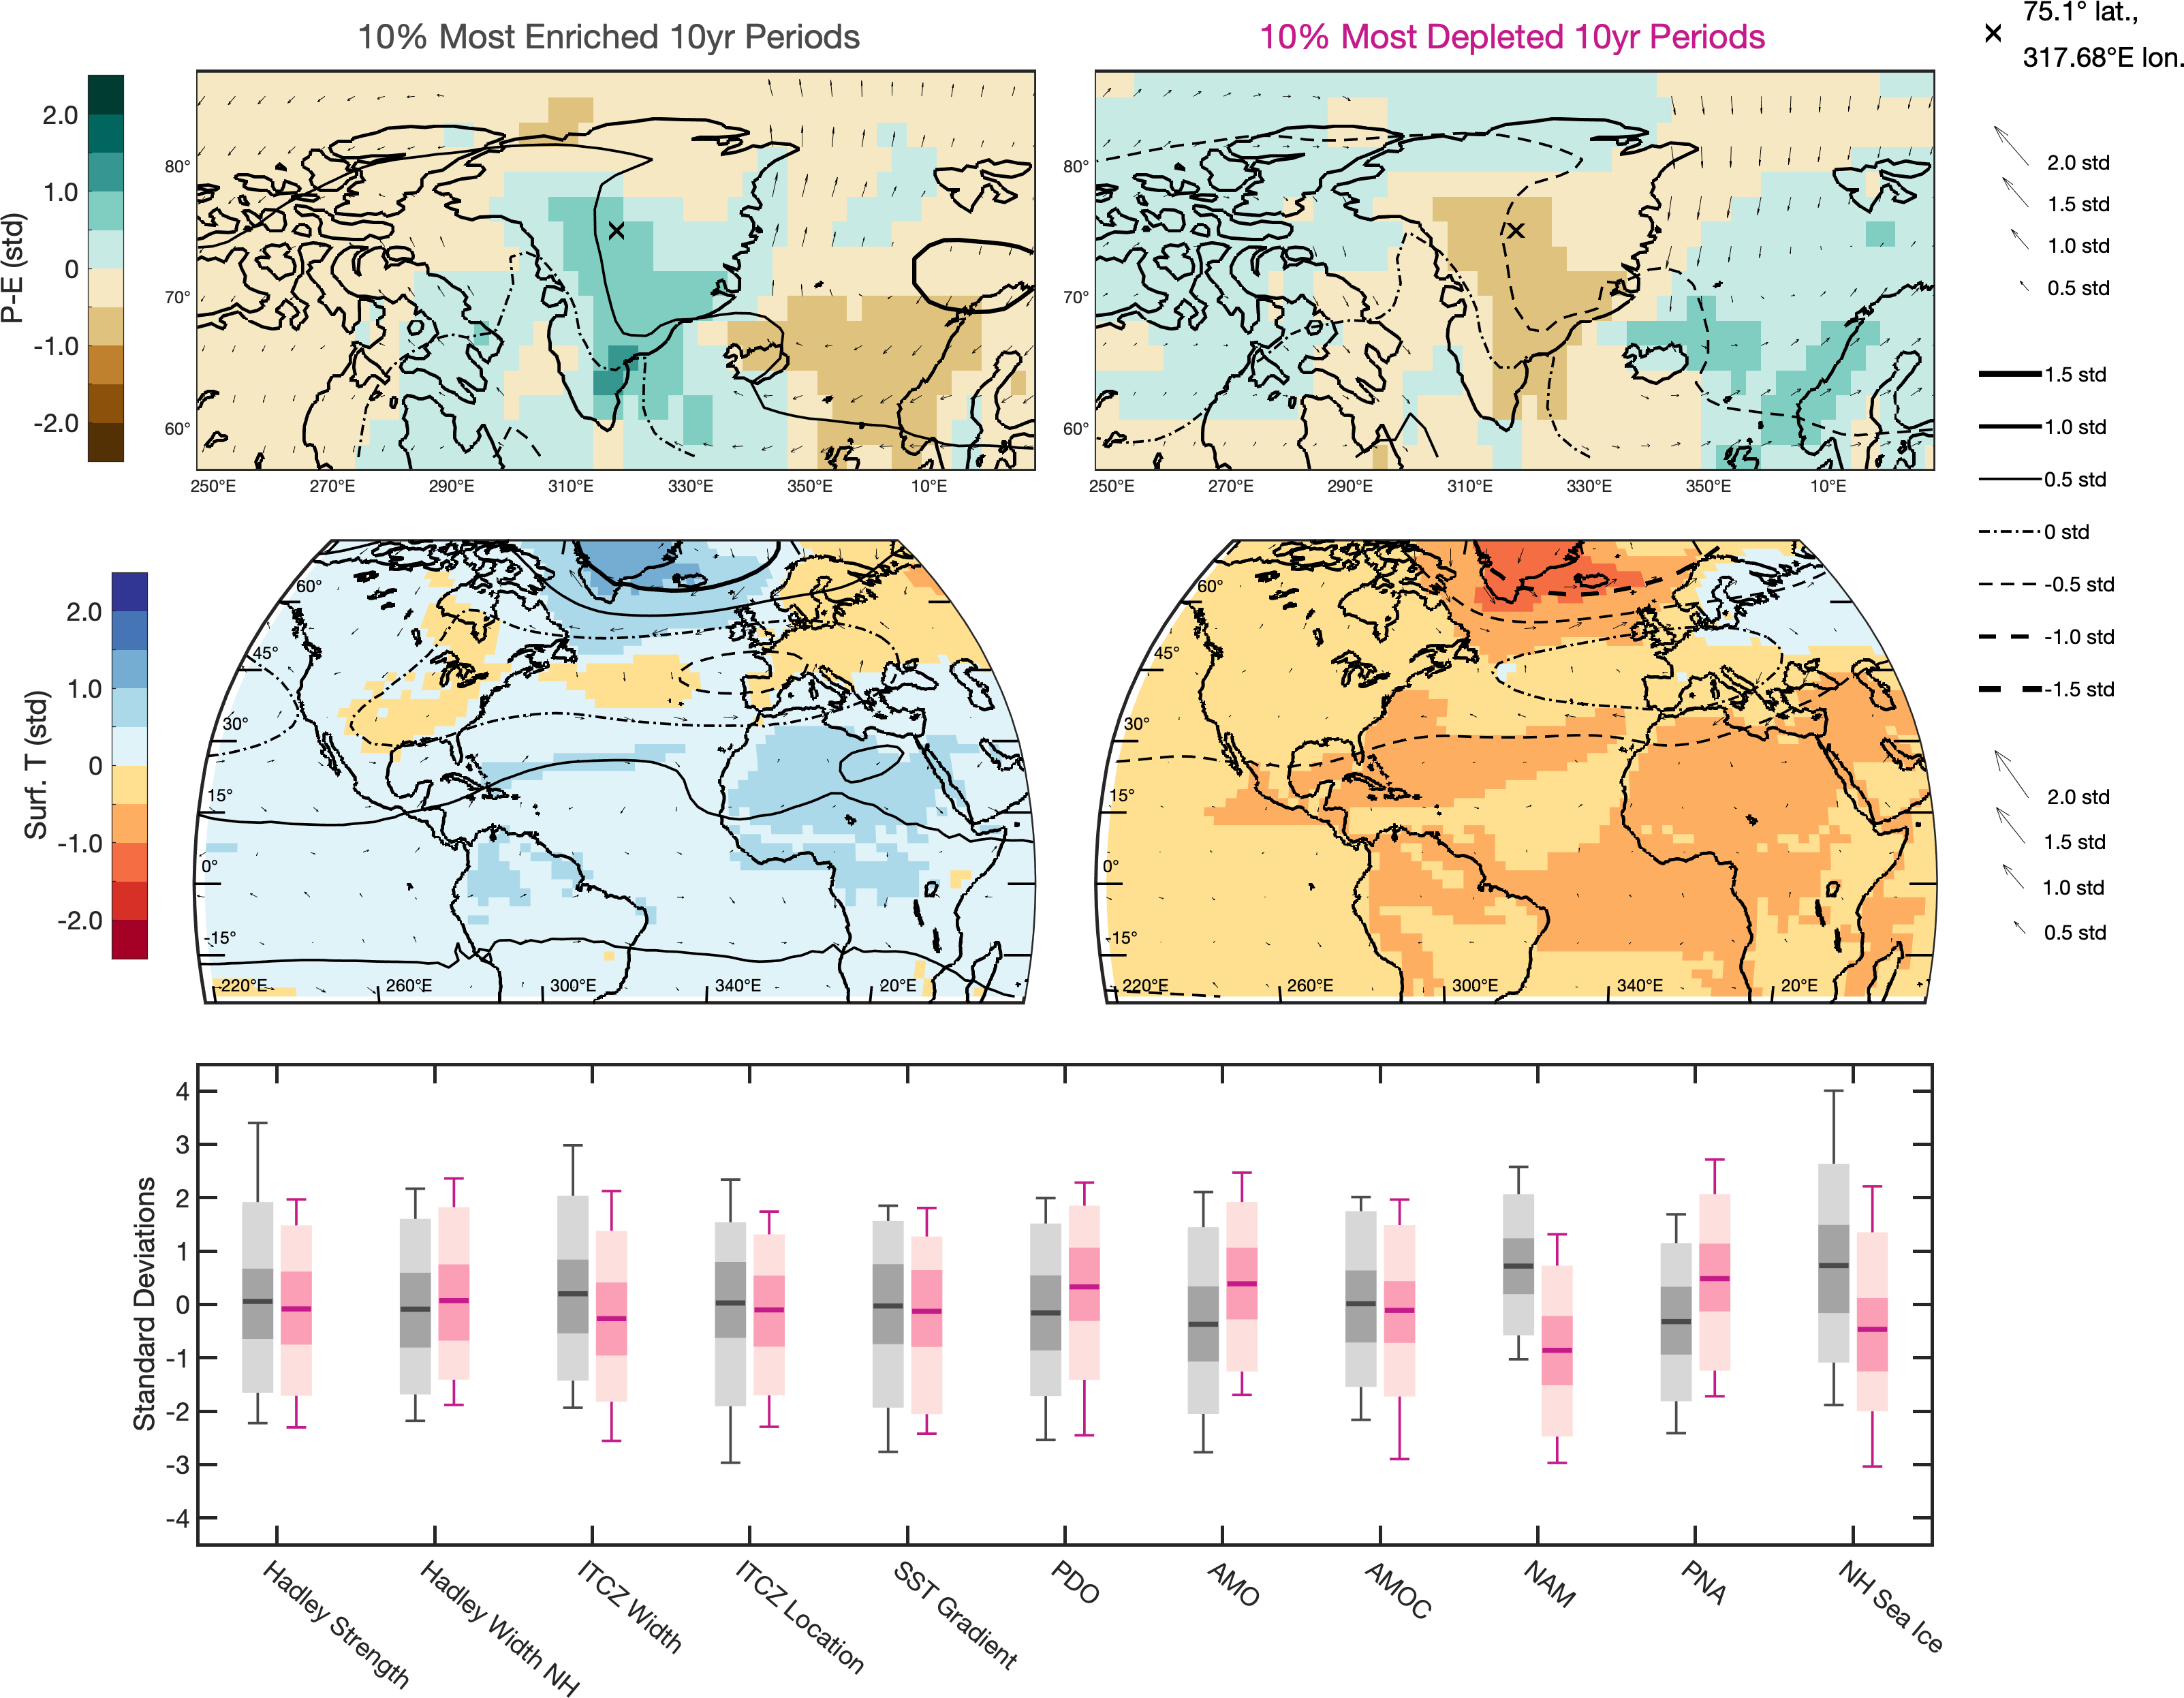 10% Most Enriched 10yr Periods
10% Most Depleted 10yr Periods
75.1° lat.,
317.68°E lon.
P-E (std)
2.0
1.0
0
-1.0
-2.0
80°
70°
60°
250°E 270°E 290°E 310°E 330°E 350°E 10°E
80°
70°
60°
250°E 270°E 290°E 310°E 330°E 350°E 10°E
2.0 std
1.5 std
1.0 std
0.5 std
1.5 std
1.0 std
0.5 std
0 std
-0.5 std
-1.0 std
-1.5 std
Surf. T (std)
2.0
1.0
0
-1.0
-2.0
60°
45°
30°
15°
0°
-15°
220°E 260°E 300°E 340°E 20°E
60°
45°
30°
15°
0°
-15°
220°E 260°E 300°E 340°E 20°E
2.0 std
1.5 std
1.0 std
0.5 std
Standard Deviations
4
3
2
1
0
-1
-2
-3
-4
Hadley Strength
Hadley Width NH
ITCZ Width
ITCZ Location
SST Gradient
PDO
AMO
AMOC
NAM
PNA
NH Sea Ice